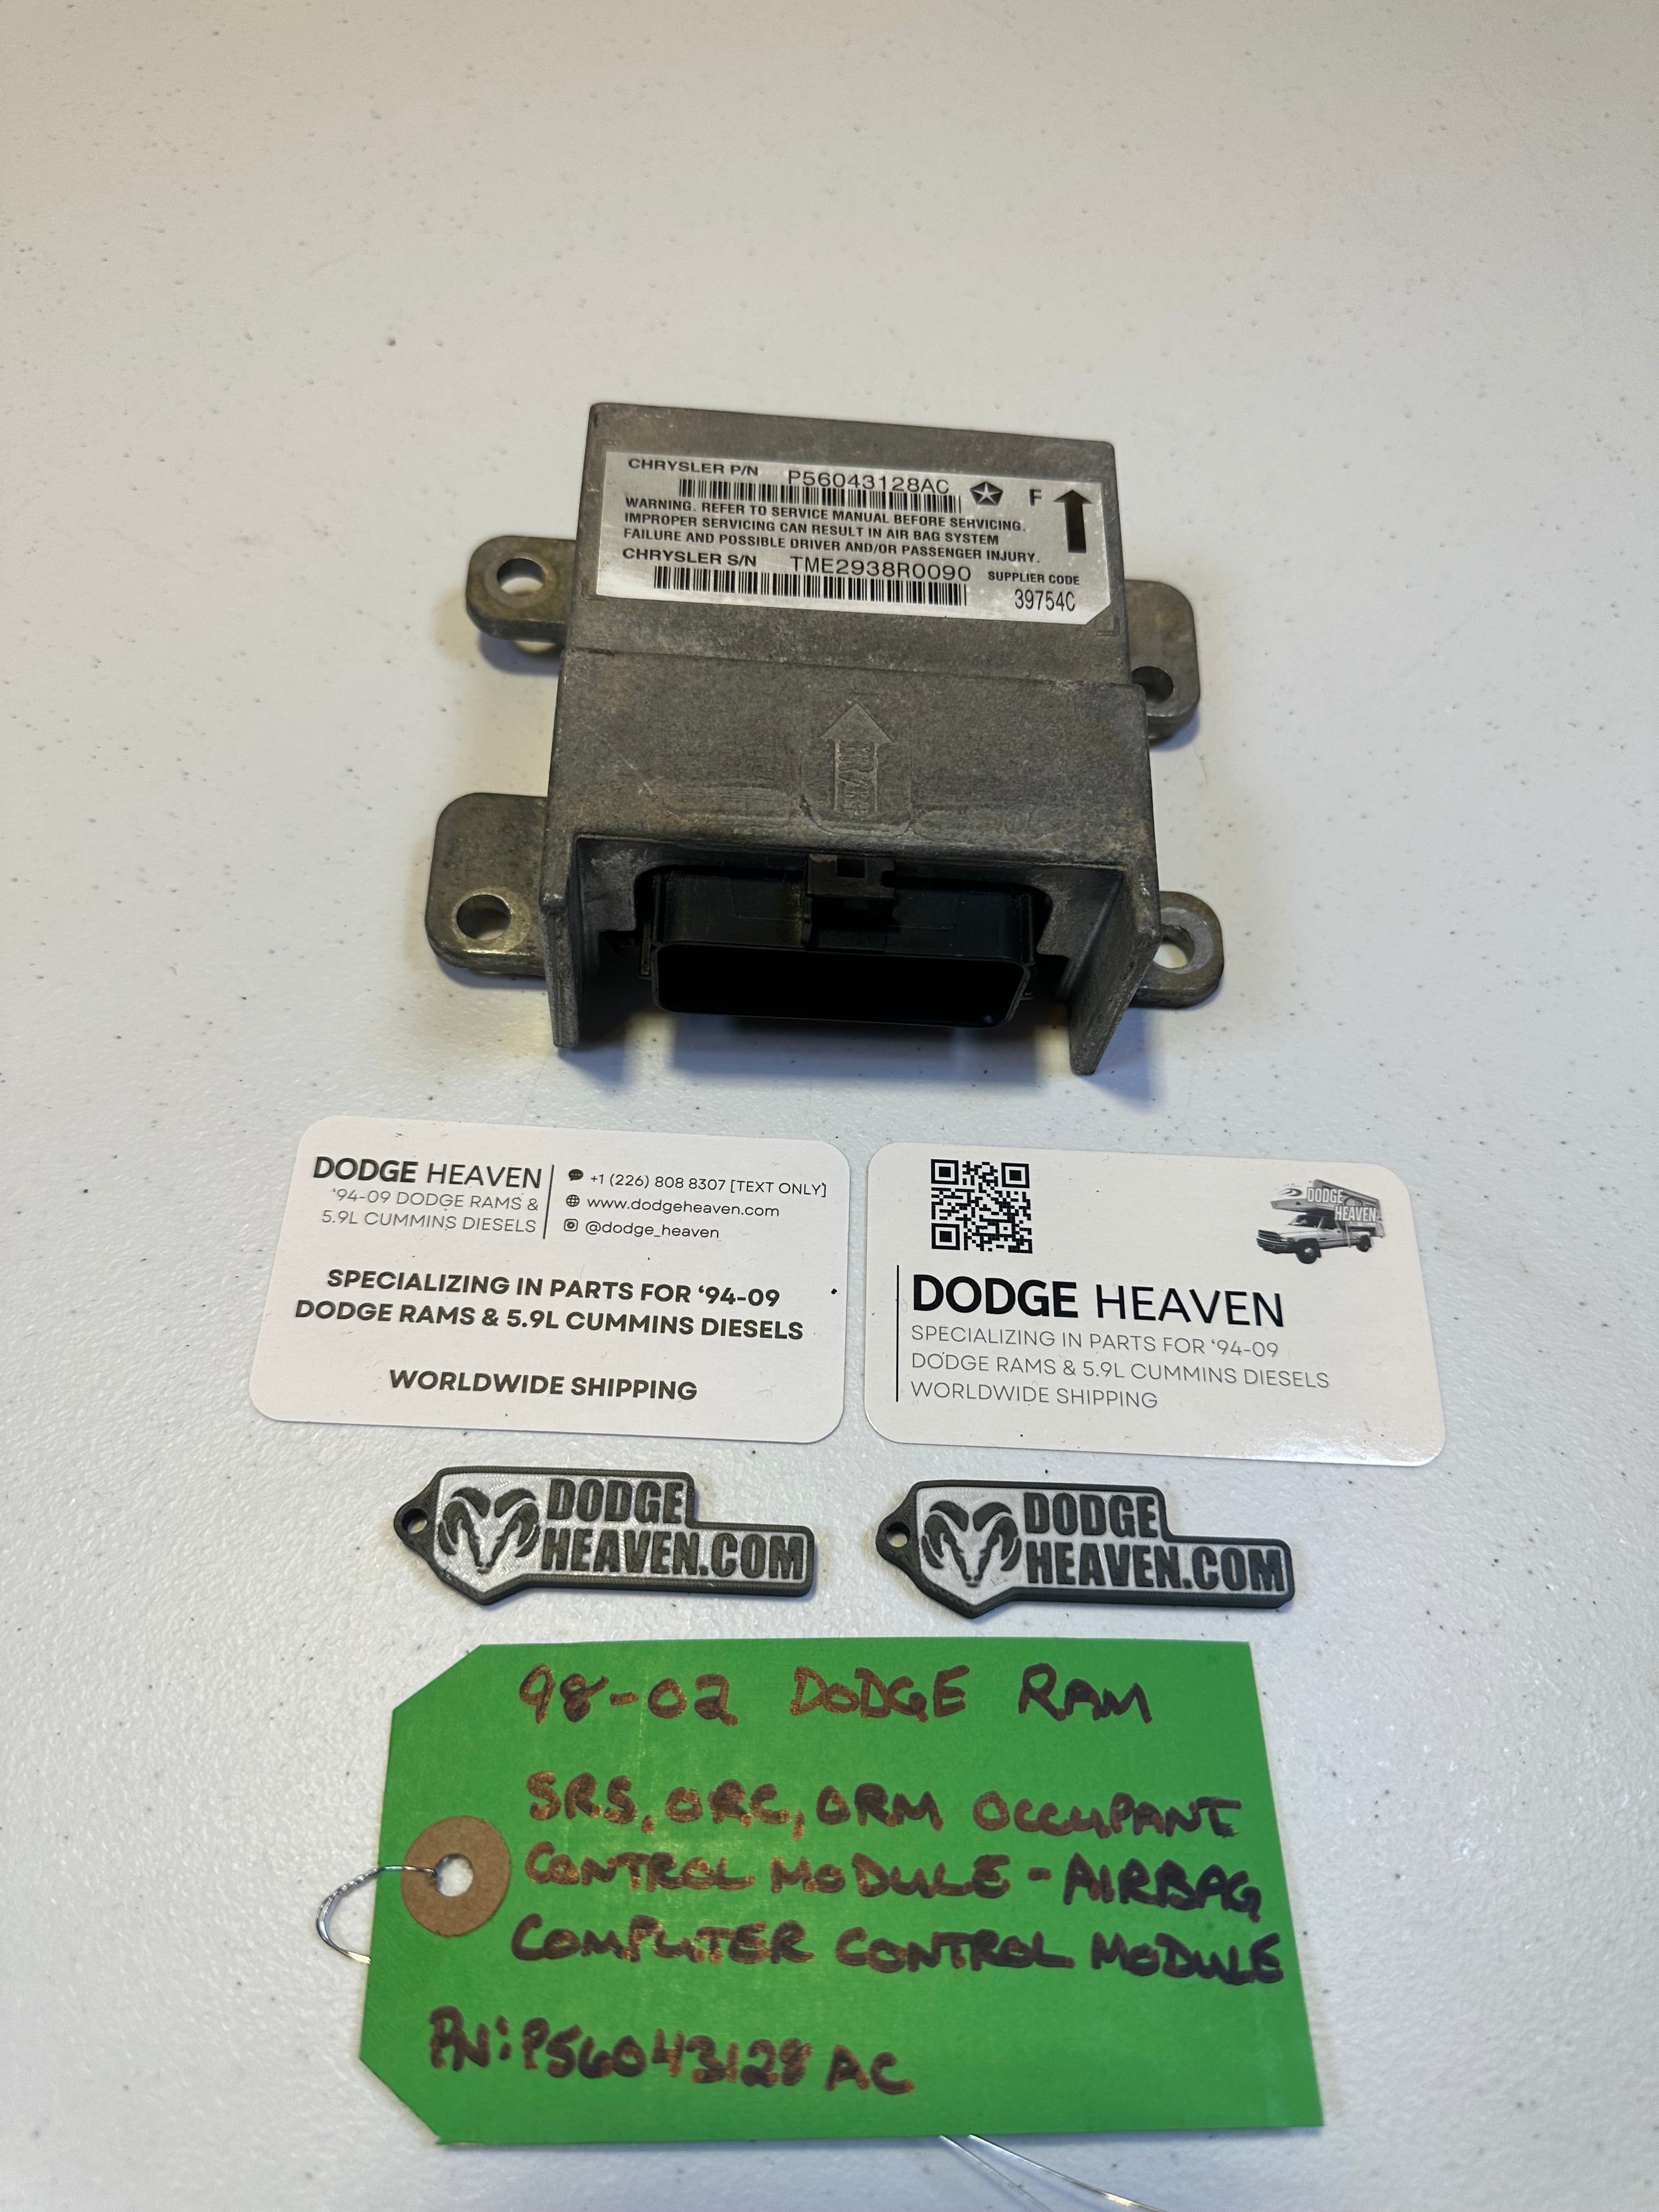 CHRYSLER P/N P56043128AC F
WARNING. REFER TO SERVICE MANUAL BEFORE SERVICING.
IMPROPER SERVICING CAN RESULT IN AIR BAG SYSTEM
FAILURE AND POSSIBLE DRIVER AND/OR PASSENGER INJURY.
CHRYSLER S/N TME2938R0090 SUPPLIER CODE
39754C
DODGE HEAVEN
'94-09 DODGE RAMS &
5.9L CUMMINS DIESELS
+1 (226) 808 8307 [TEXT ONLY]
www.dodgeheaven.com
@dodge_heaven
SPECIALIZING IN PARTS FOR '94-09
DODGE RAMS & 5.9L CUMMINS DIESELS
WORLDWIDE SHIPPING
DODGE
HEAVEN
DODGE HEAVEN
SPECIALIZING IN PARTS FOR '94-09
DODGE RAMS & 5.9L CUMMINS DIESELS
WORLDWIDE SHIPPING
DODGE
HEAVEN.COM
DODGE
HEAVEN.COM
98-02 DODGE RAM
SRS, ORC, ORM OCCUPANT
CONTROL MODULE - AIRBAG
COMPUTER CONTROL MODULE
PN: P56043128AC